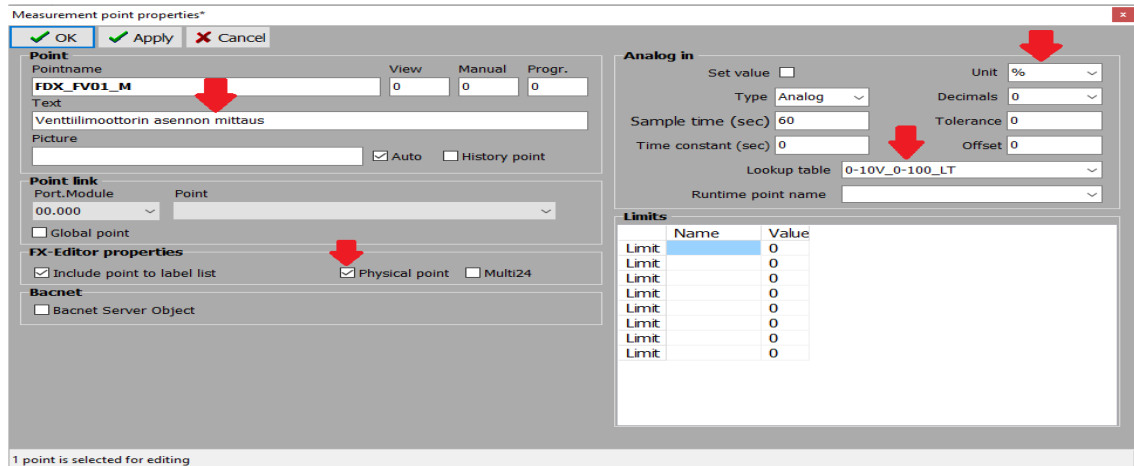 Measurement point properties*
OK Apply Cancel
Point
Pointname View Manual Progr.
FDX_FV01_M 0 0 0
Text
Venttiilimoottorin asennon mittaus
Picture
Auto History point
Point link
Port.Module Point
00.000
Global point
FX-Editor properties
Include point to label list Physical point Multi24
Bacnet
Bacnet Server Object
Analog in
Set value Unit %
Type Analog Decimals 0
Sample time (sec) 60 Tolerance 0
Time constant (sec) 0 Offset 0
Lookup table 0-10V_0-100_LT
Runtime point name
Limits
Name Value
Limit 0
Limit 0
Limit 0
Limit 0
Limit 0
Limit 0
Limit 0
Limit 0
1 point is selected for editing